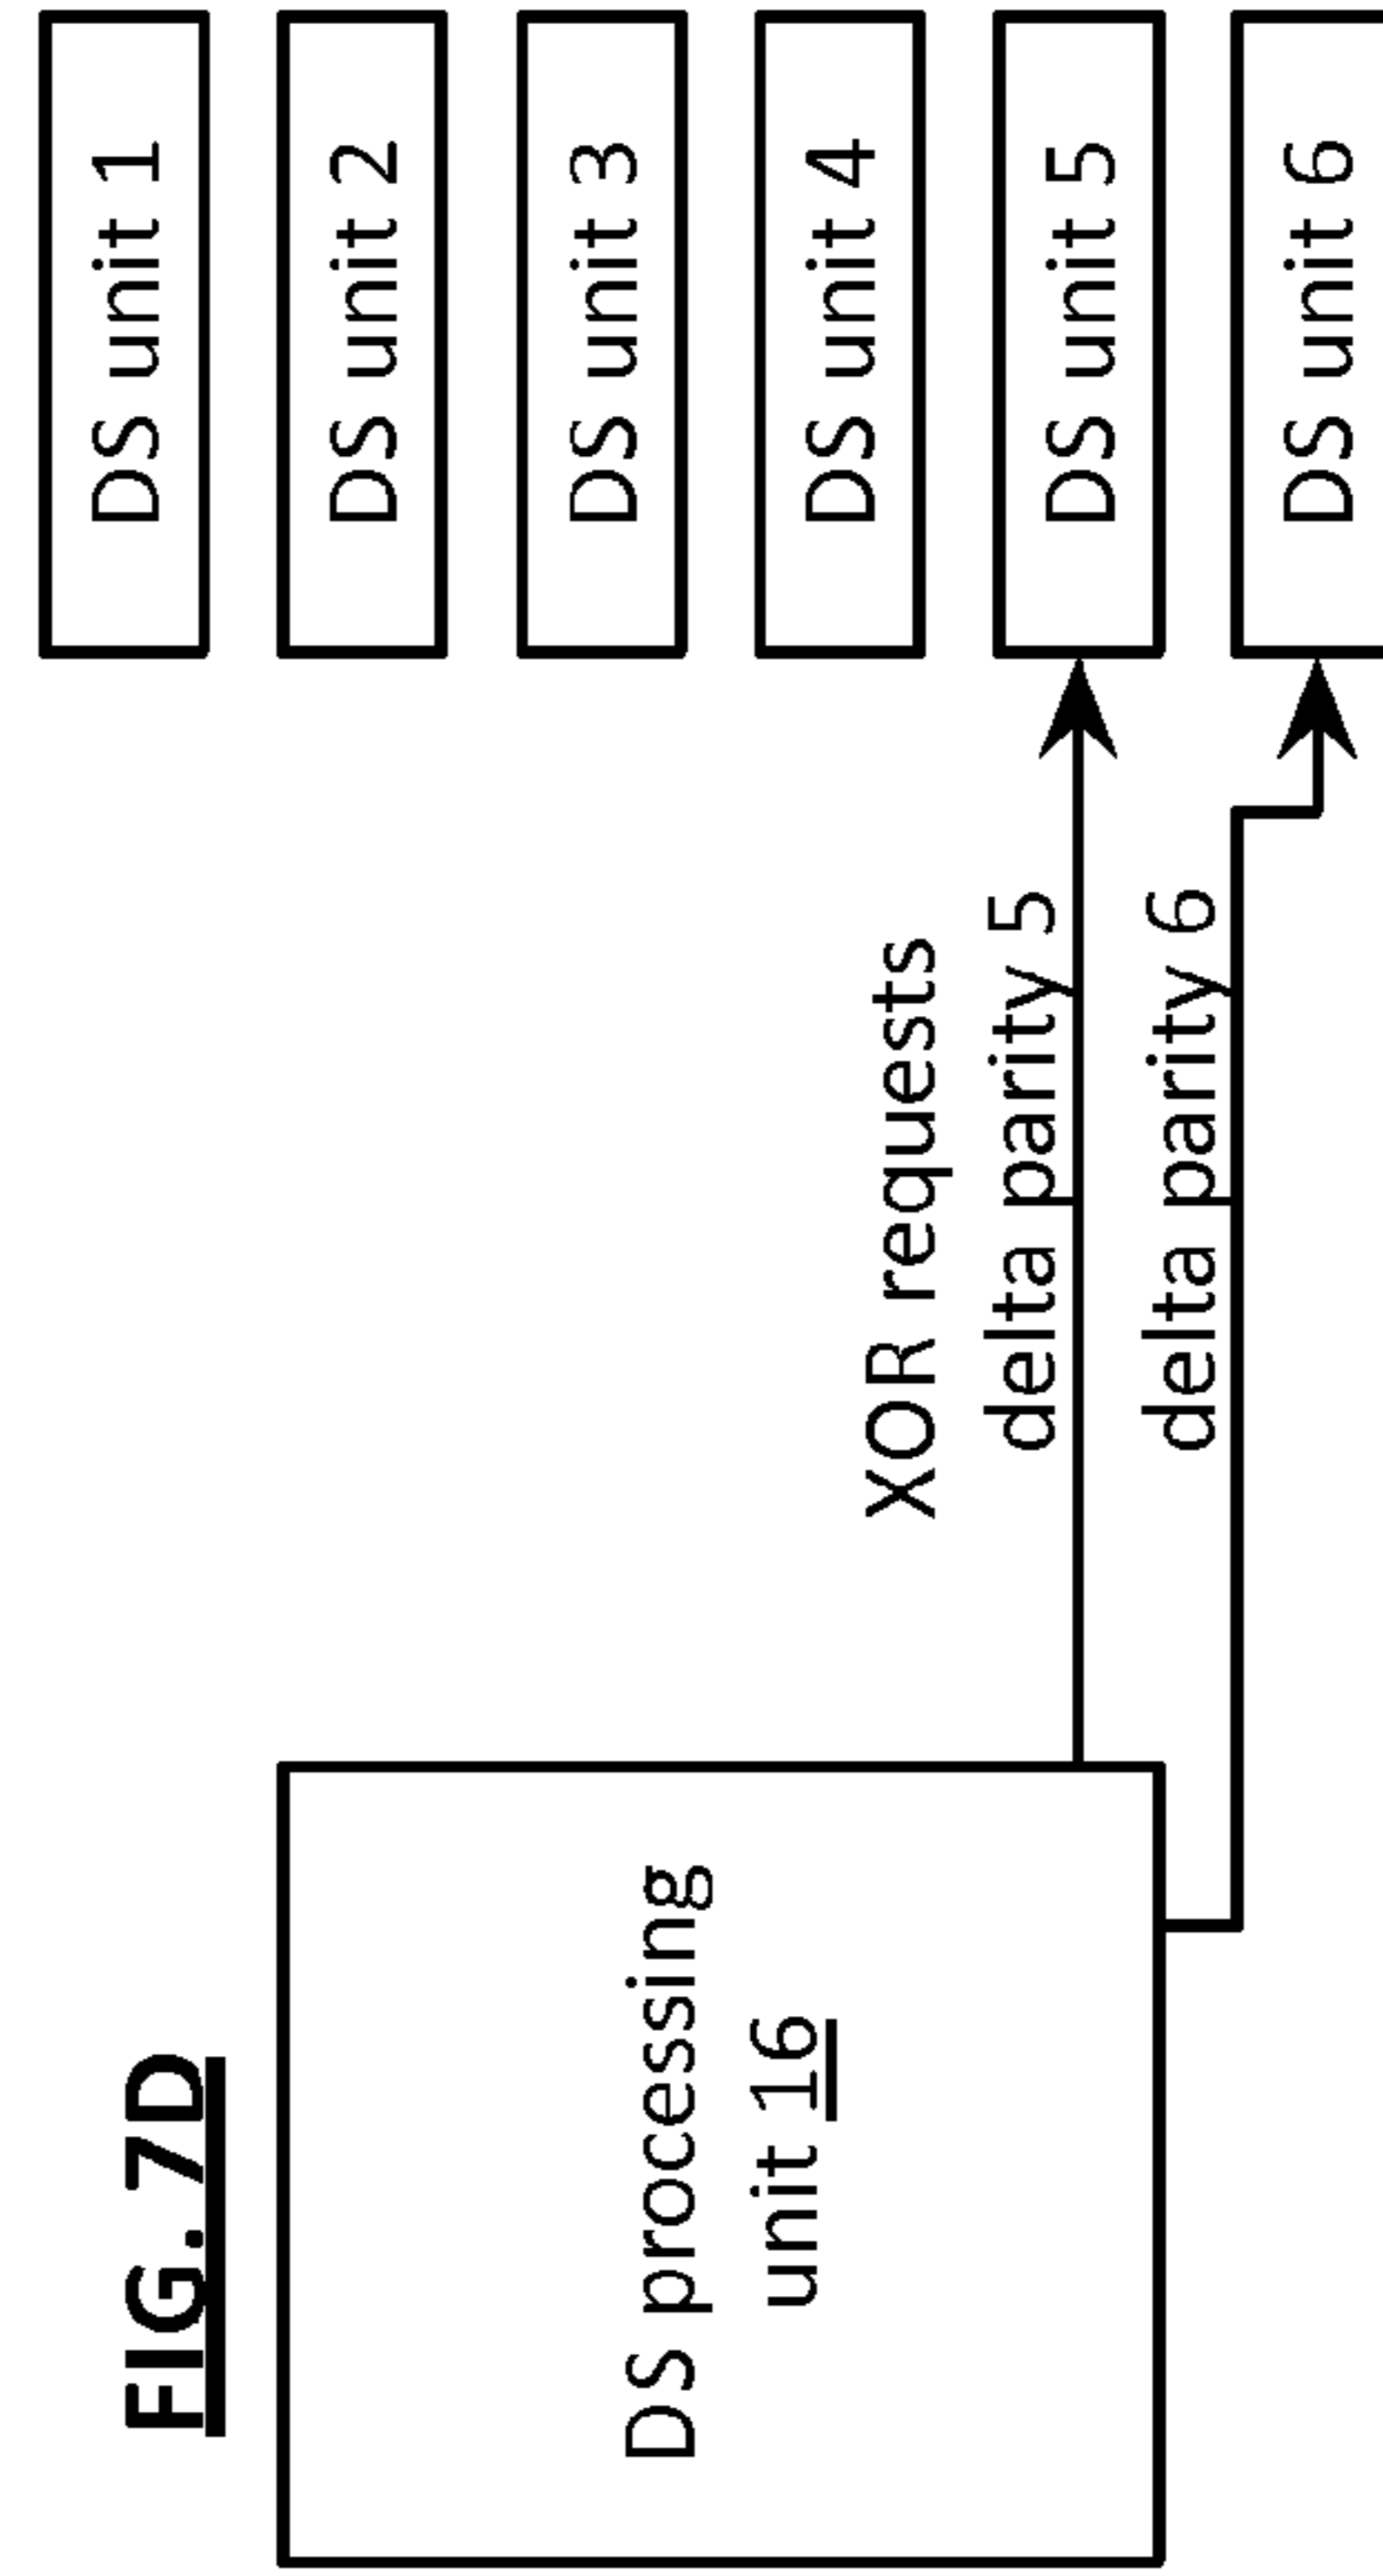 FIG. 7D
DS processing
unit 16
XOR requests
delta parity 5
delta parity 6
DS unit 1
DS unit 2
DS unit 3
DS unit 4
DS unit 5
DS unit 6